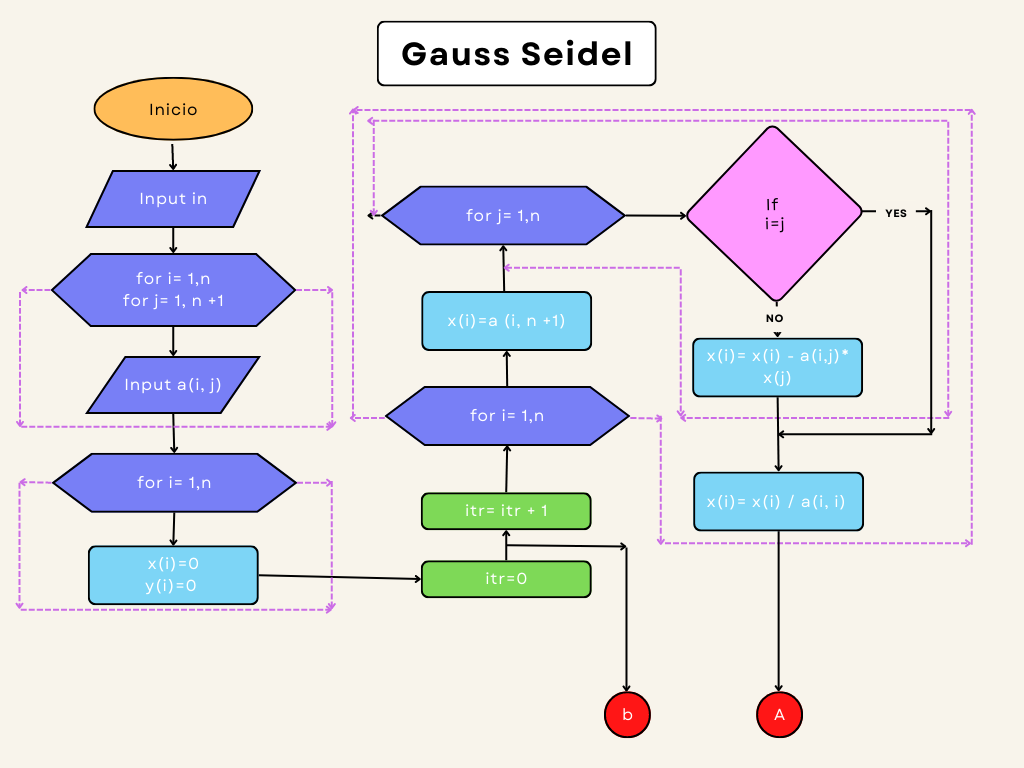 Gauss Seidel
Inicio
Input in
for i= 1,n
for j= 1, n +1
Input a(i, j)
for i= 1,n
x(i)=0
y(i)=0
itr=0
itr= itr + 1
for i= 1,n
x(i)=a (i, n +1)
for j= 1,n
If
i=j
YES
NO
x(i)= x(i) - a(i,j)*
x(j)
x(i)= x(i) / a(i, i)
b
A